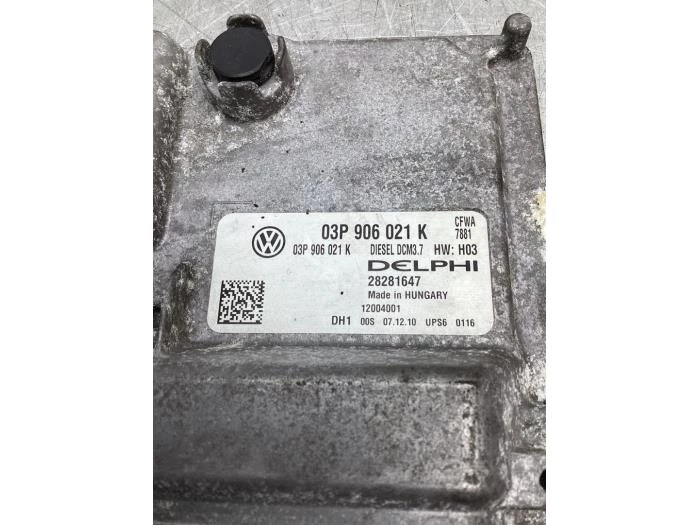 03P 906 021 K CFWA
7881
03P 906 021 K DIESEL DCM3.7 HW: H03
DELPHI
28281647
Made in HUNGARY
12004001
DH1 00S 07.12.10 UPS6 0116